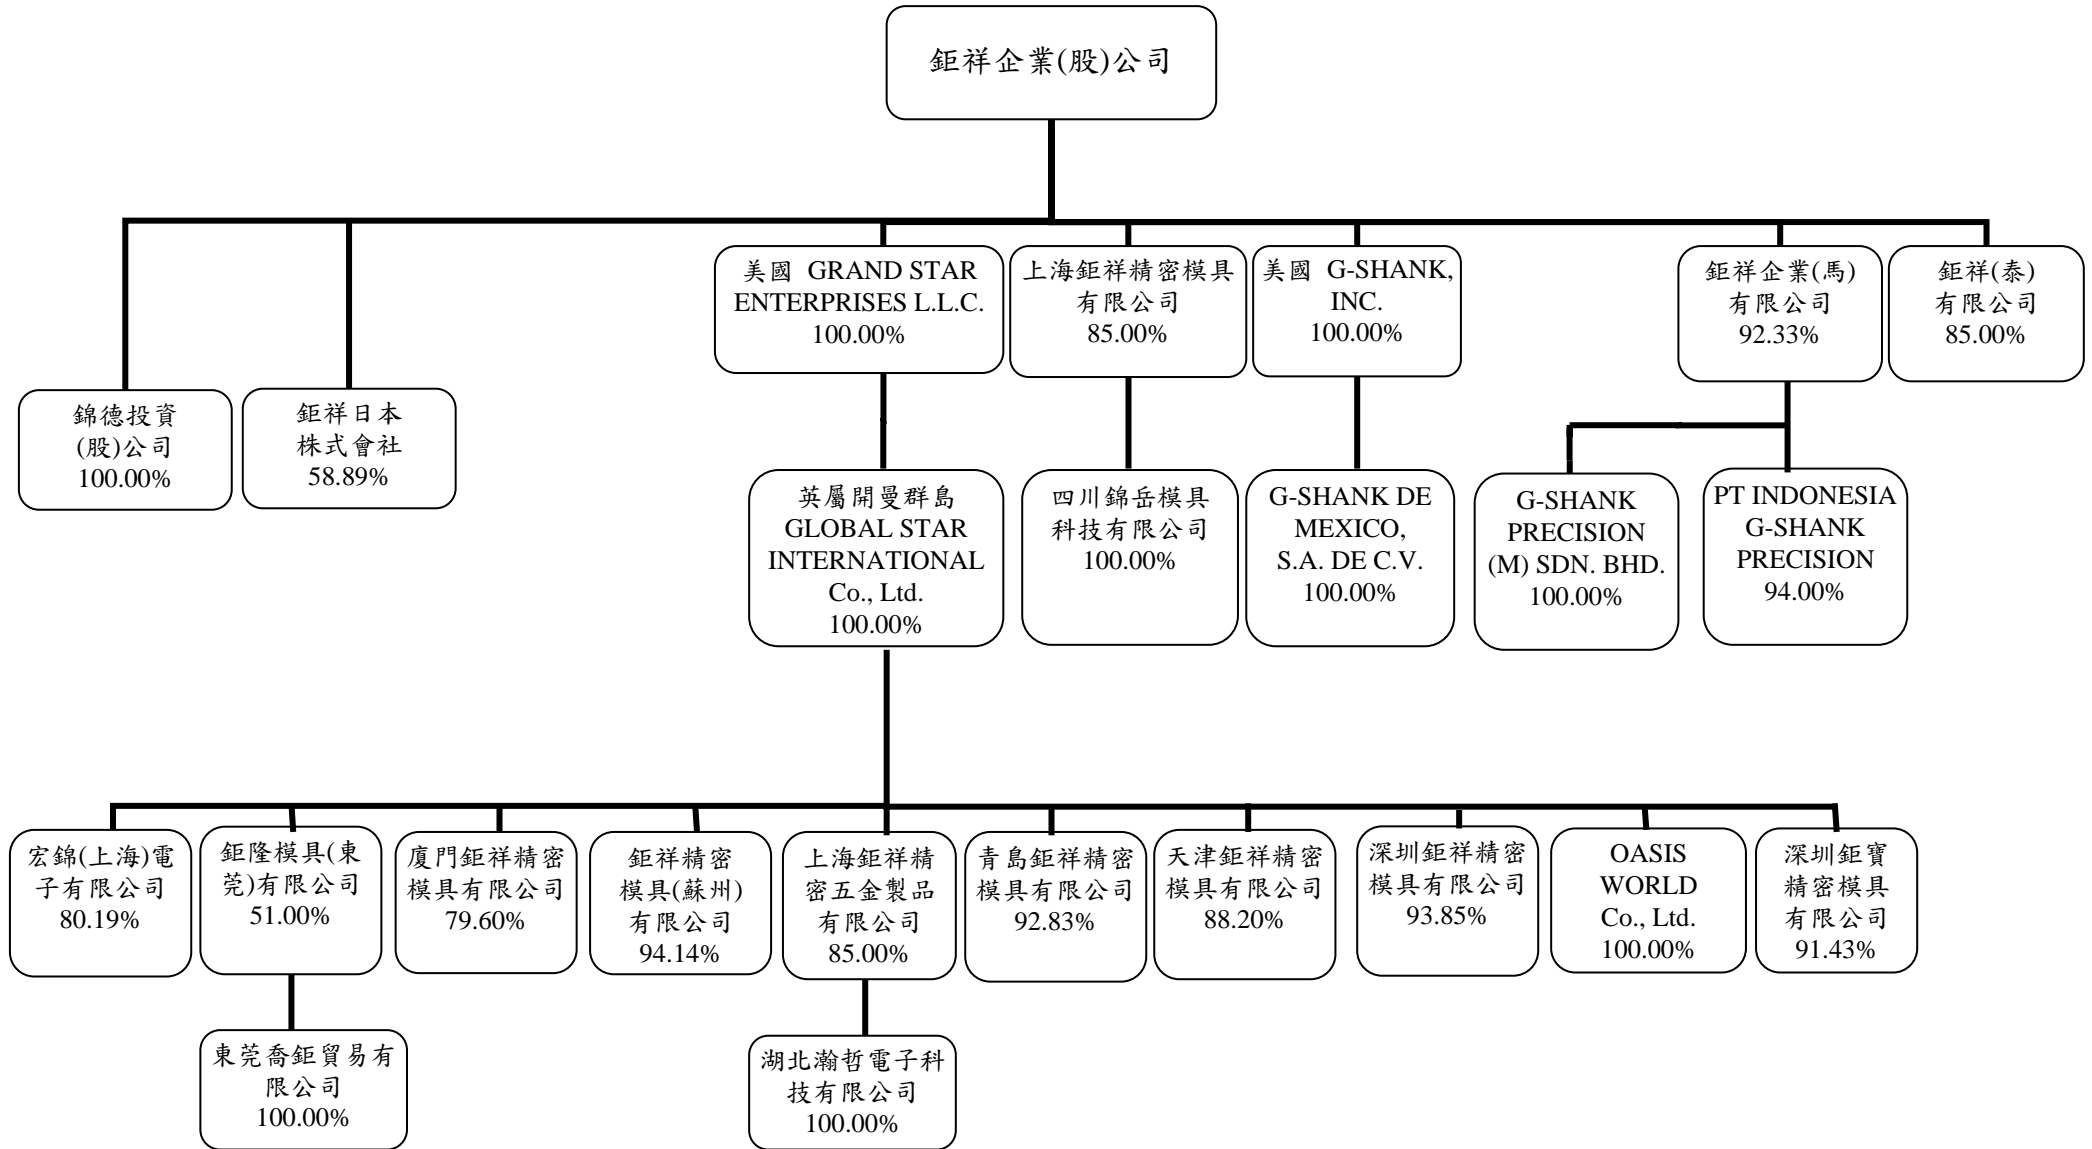 鉅祥企業(股)公司
美國 GRAND STAR
ENTERPRISES L.L.C.
100.00%
上海鉅祥精密模具
有限公司
85.00%
美國 G-SHANK,
INC.
100.00%
鉅祥企業(馬)
有限公司
92.33%
鉅祥(泰)
有限公司
85.00%
錦德投資
(股)公司
100.00%
鉅祥日本
株式會社
58.89%
英屬開曼群島
GLOBAL STAR
INTERNATIONAL
Co., Ltd.
100.00%
四川錦岳模具
科技有限公司
100.00%
G-SHANK DE
MEXICO,
S.A. DE C.V.
100.00%
G-SHANK
PRECISION
(M) SDN. BHD.
100.00%
PT INDONESIA
G-SHANK
PRECISION
94.00%
宏錦(上海)電
子有限公司
80.19%
鉅隆模具(東
莞)有限公司
51.00%
廈門鉅祥精密
模具有限公司
79.60%
鉅祥精密
模具(蘇州)
有限公司
94.14%
上海鉅祥精
密五金製品
有限公司
85.00%
青島鉅祥精密
模具有限公司
92.83%
天津鉅祥精密
模具有限公司
88.20%
深圳鉅祥精密
模具有限公司
93.85%
OASIS
WORLD
Co., Ltd.
100.00%
深圳鉅寶
精密模具
有限公司
91.43%
東莞喬鉅貿易有
限公司
100.00%
湖北瀚哲電子科
技有限公司
100.00%